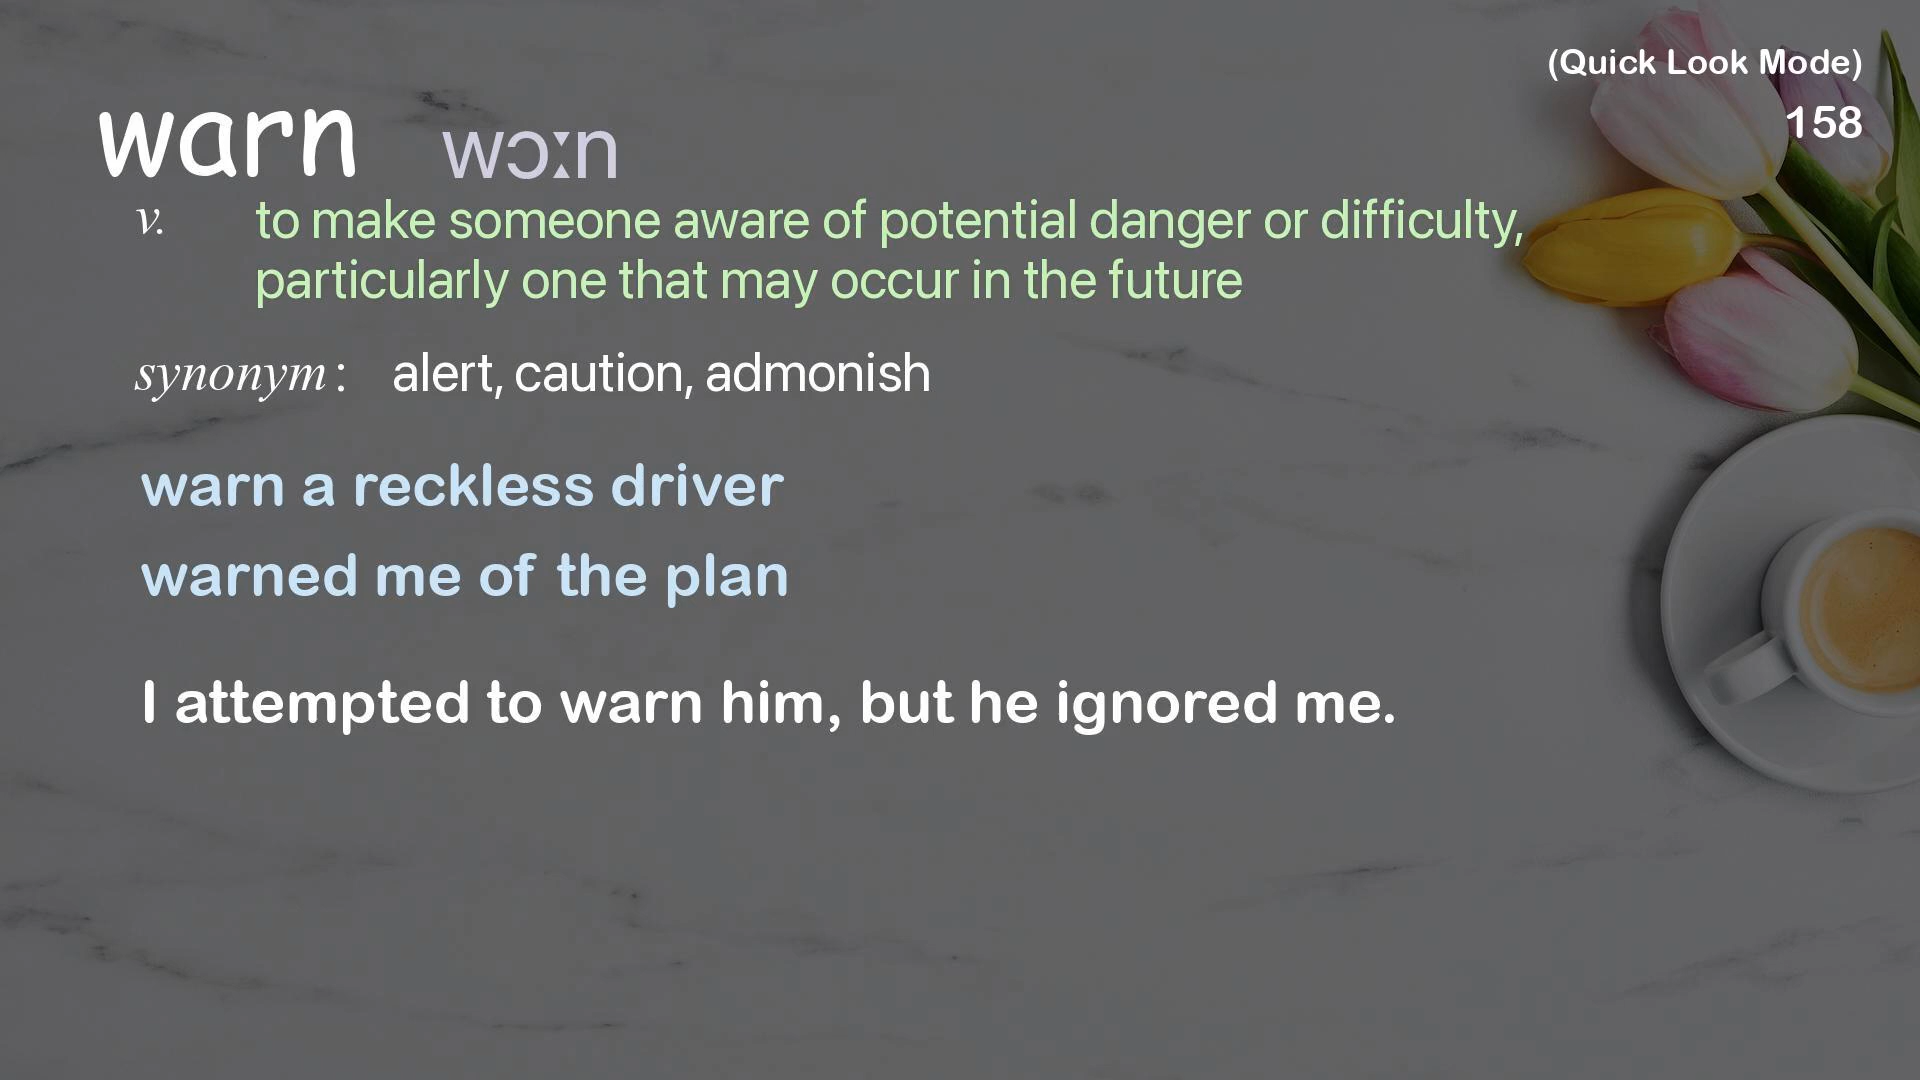 (Quick Look Mode)
158
warn wɔːn
v. to make someone aware of potential danger or difficulty,
particularly one that may occur in the future
synonym: alert, caution, admonish
warn a reckless driver
warned me of the plan
I attempted to warn him, but he ignored me.